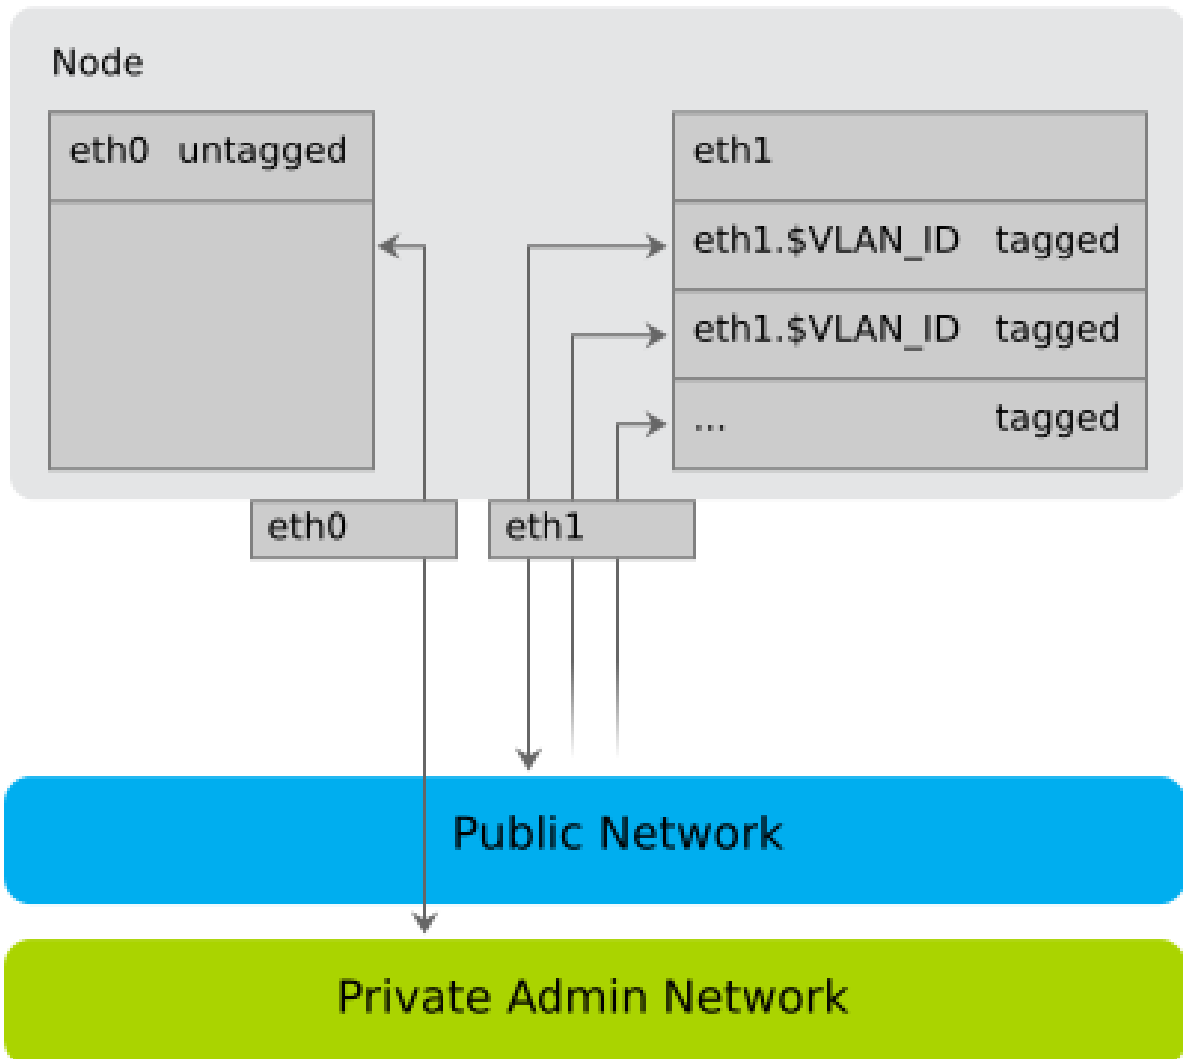 Node
eth0 untagged
eth1
eth1.$VLAN_ID tagged
eth1.$VLAN_ID tagged
... tagged
eth0
eth1
Public Network
Private Admin Network